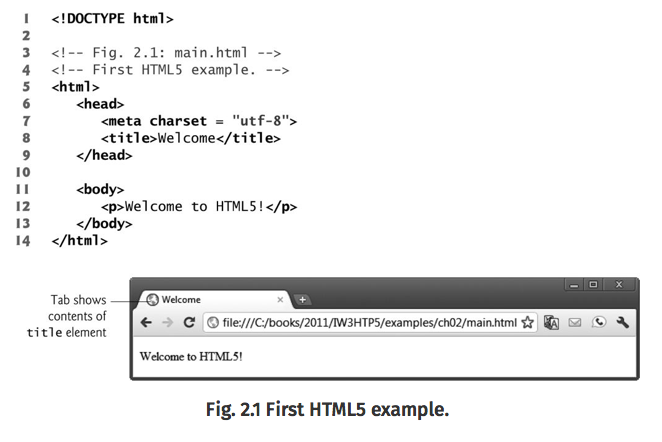 1 <!DOCTYPE html>
2
3 <!-- Fig. 2.1: main.html -->
4 <!-- First HTML5 example. -->
5 <html>
6    <head>
7       <meta charset = "utf-8">
8       <title>Welcome</title>
9    </head>
10
11    <body>
12       <p>Welcome to HTML5!</p>
13    </body>
14 </html>
Tab shows
contents of
title element
Welcome
file:///C:/books/2011/IW3HTP5/examples/ch02/main.html
Welcome to HTML5!
Fig. 2.1 First HTML5 example.